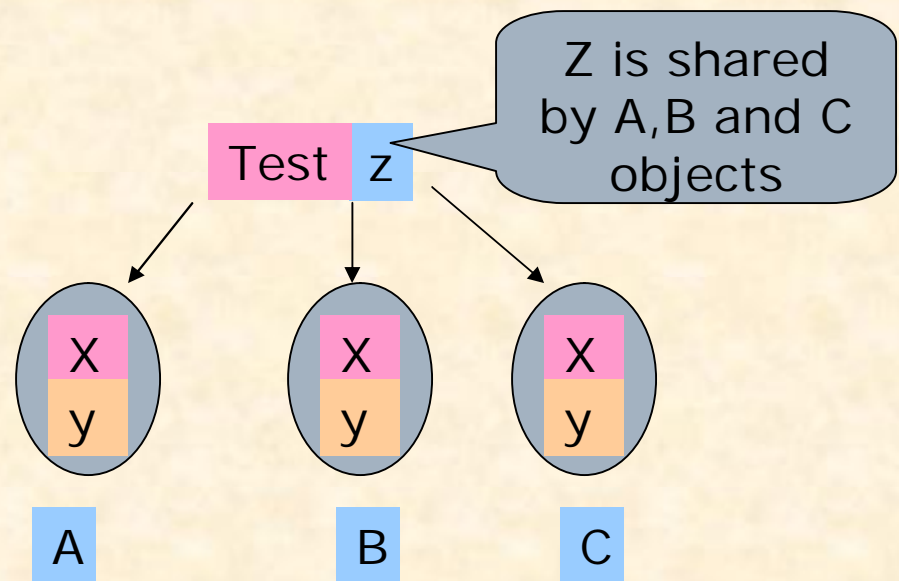 Z is shared
by A,B and C
objects
Test z
X X X
y y y
A B C